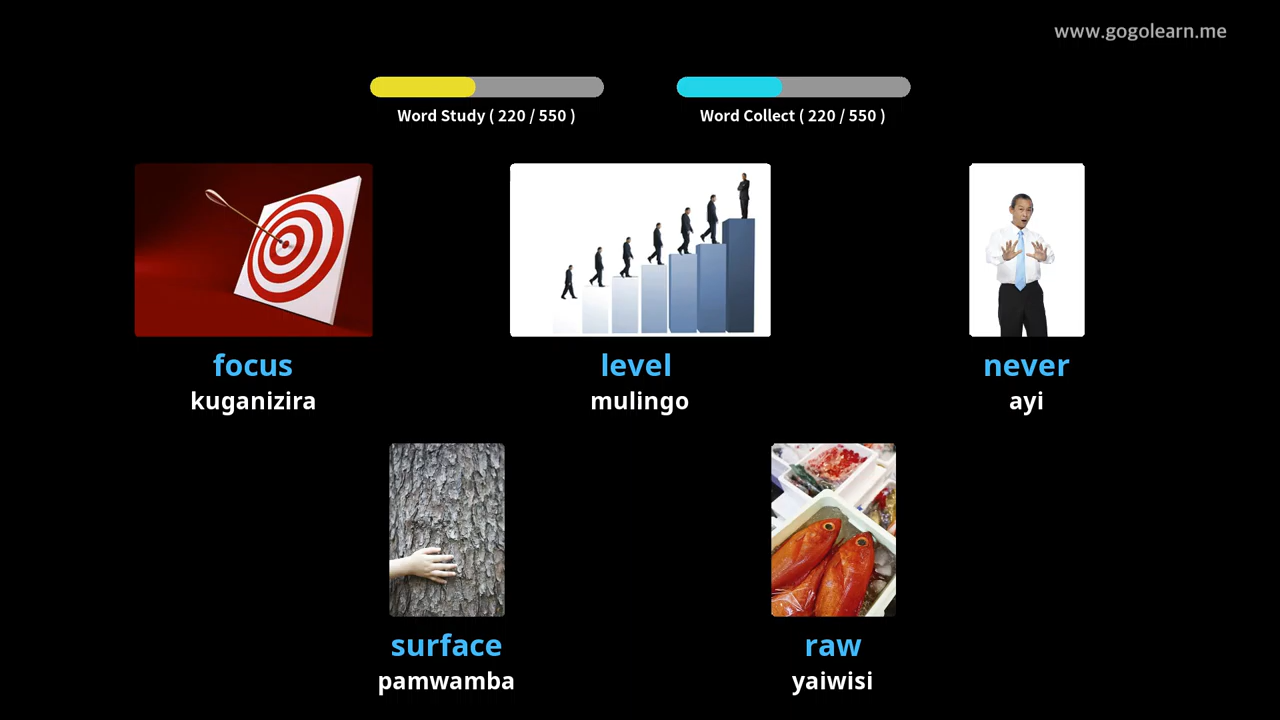 www.gogolearn.me
Word Study ( 220 / 550 )
Word Collect ( 220 / 550 )
focus
kuganizira
level
mulingo
never
ayi
surface
pamwamba
raw
yaiwisi